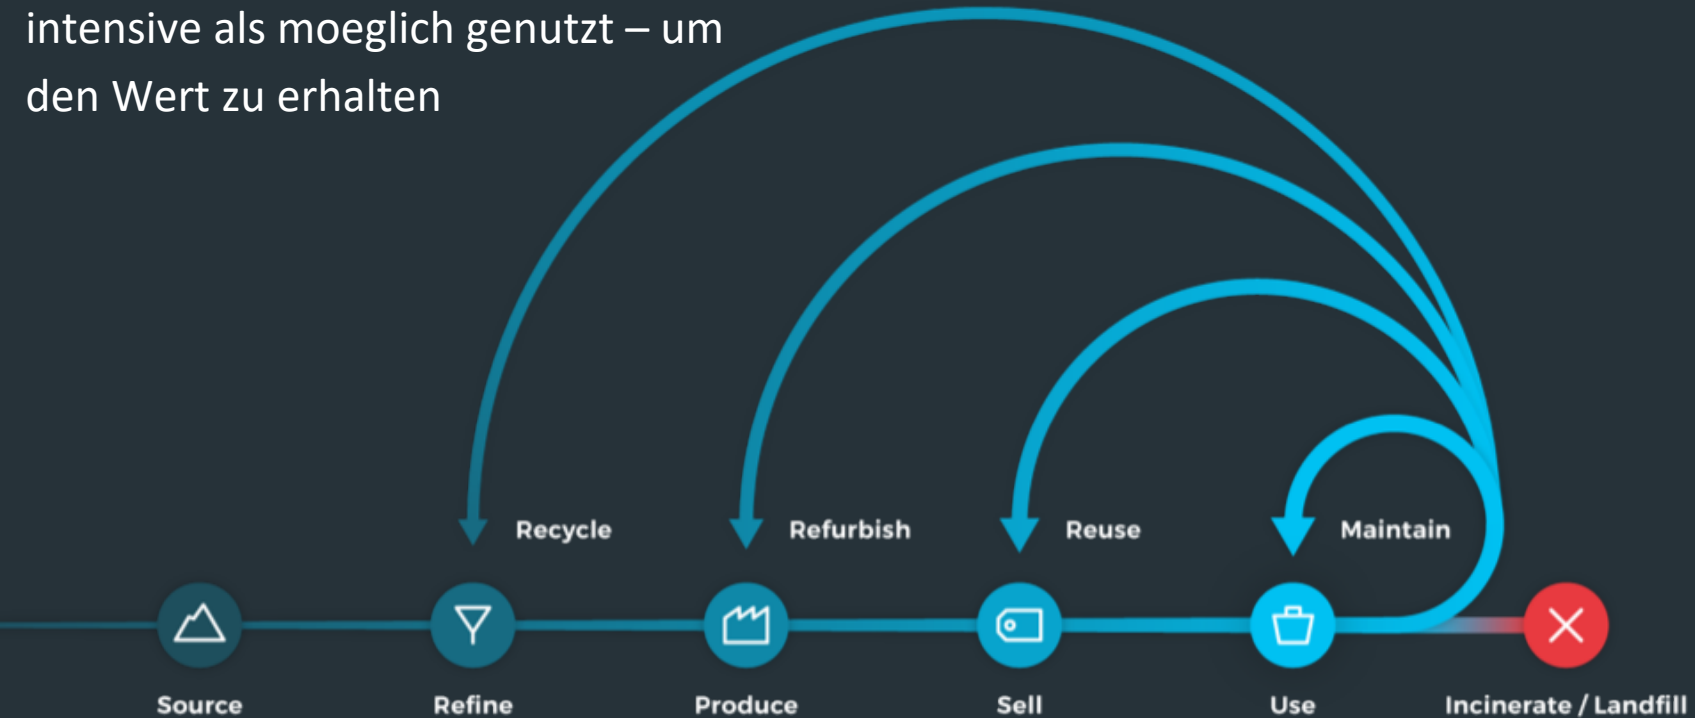 intensive als moeglich genutzt – um
den Wert zu erhalten
Recycle
Refurbish
Reuse
Maintain
Source
Refine
Produce
Sell
Use
Incinerate / Landfill